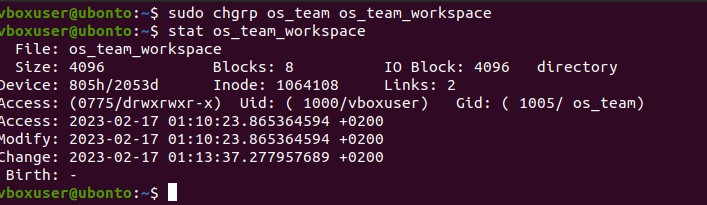 vboxuser@ubonto:~$ sudo chgrp os_team os_team_workspace
vboxuser@ubonto:~$ stat os_team_workspace
  File: os_team_workspace
  Size: 4096            Blocks: 8          IO Block: 4096   directory
Device: 805h/2053d      Inode: 1064108     Links: 2
Access: (0775/drwxrwxr-x)  Uid: ( 1000/vboxuser)   Gid: ( 1005/ os_team)
Access: 2023-02-17 01:10:23.865364594 +0200
Modify: 2023-02-17 01:10:23.865364594 +0200
Change: 2023-02-17 01:13:37.277957689 +0200
 Birth: -
vboxuser@ubonto:~$